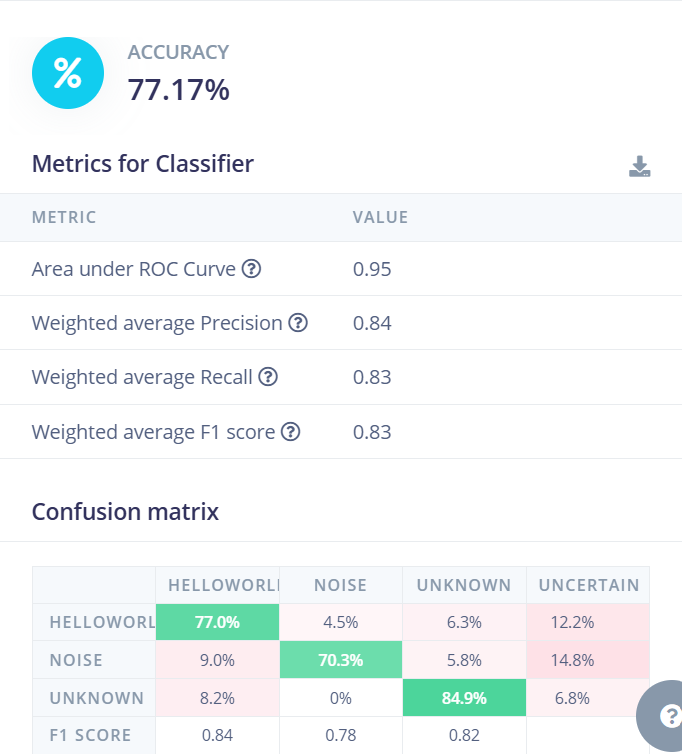 %
ACCURACY
77.17%
Metrics for Classifier
METRIC VALUE
Area under ROC Curve ? 0.95
Weighted average Precision ? 0.84
Weighted average Recall ? 0.83
Weighted average F1 score ? 0.83
Confusion matrix
HELLOWORL NOISE UNKNOWN UNCERTAIN
HELLOWORL 77.0% 4.5% 6.3% 12.2%
NOISE 9.0% 70.3% 5.8% 14.8%
UNKNOWN 8.2% 0% 84.9% 6.8%
F1 SCORE 0.84 0.78 0.82
?